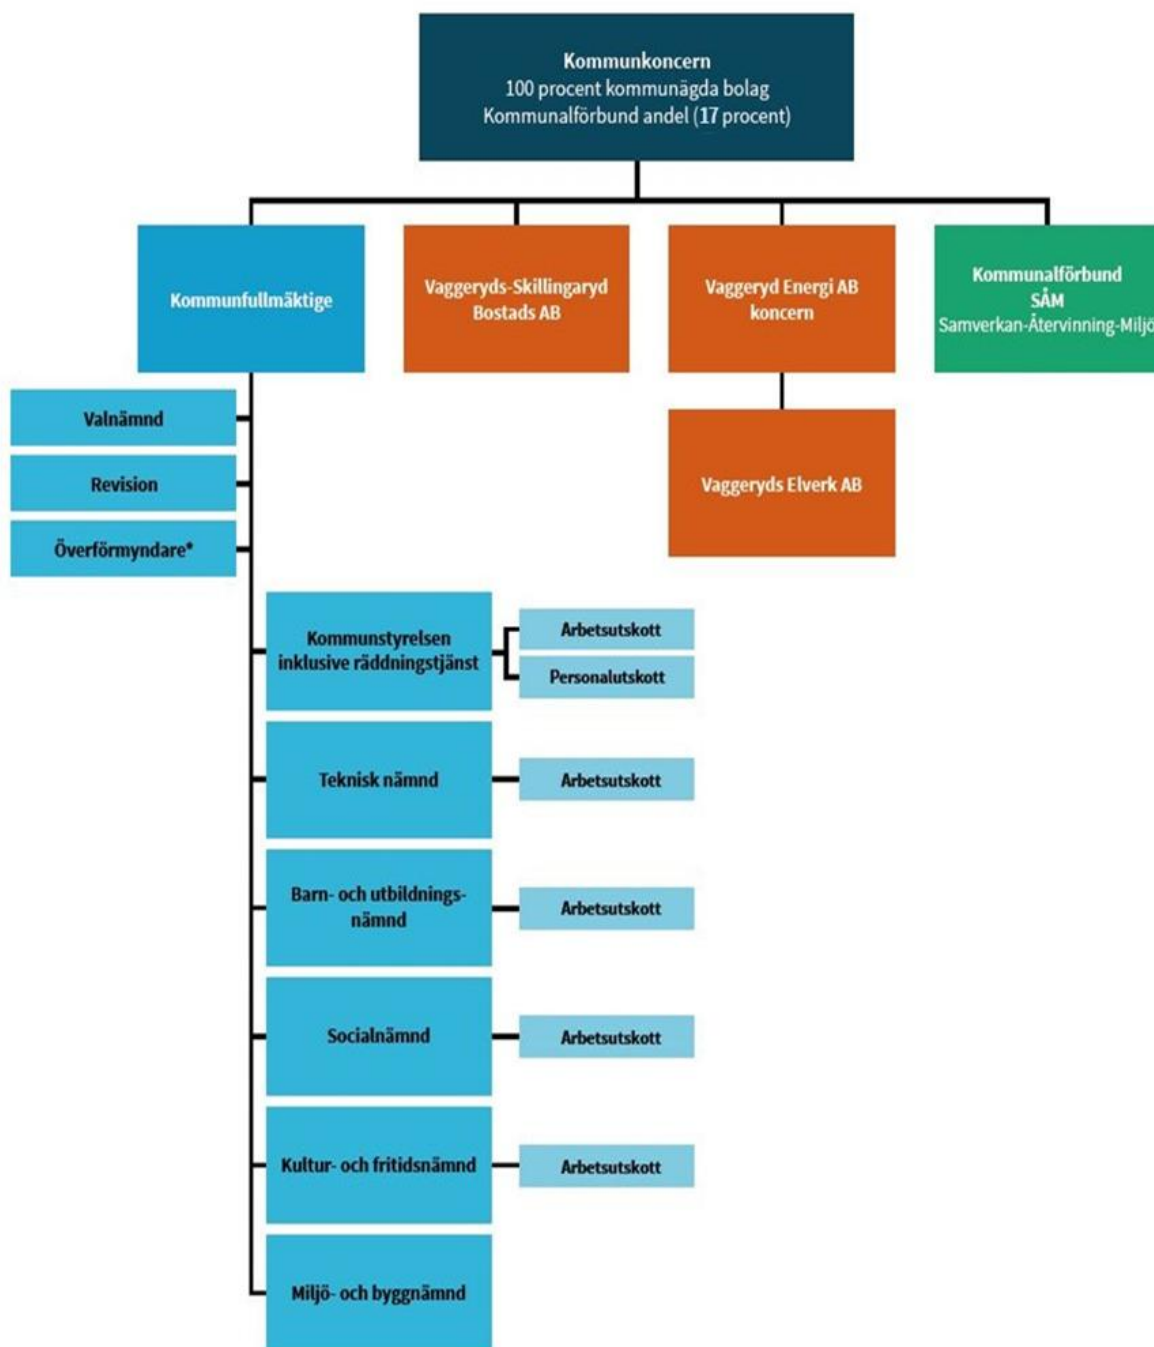 Kommunkoncern
100 procent kommunägda bolag
Kommunalförbund andel (17 procent)
Kommunfullmäktige
Vaggeryds-Skillingaryd
Bostads AB
Vaggeryd Energi AB
koncern
Kommunalförbund
SÅM
Samverkan-Återvinning-Miljö
Valnämnd
Revision
Överförmyndare*
Vaggeryds Elverk AB
Kommunstyrelsen
inklusive räddningstjänst
Arbetsutskott
Personalutskott
Teknisk nämnd
Arbetsutskott
Barn- och utbildnings-
nämnd
Arbetsutskott
Socialnämnd
Arbetsutskott
Kultur- och fritidsnämnd
Arbetsutskott
Miljö- och byggnämnd